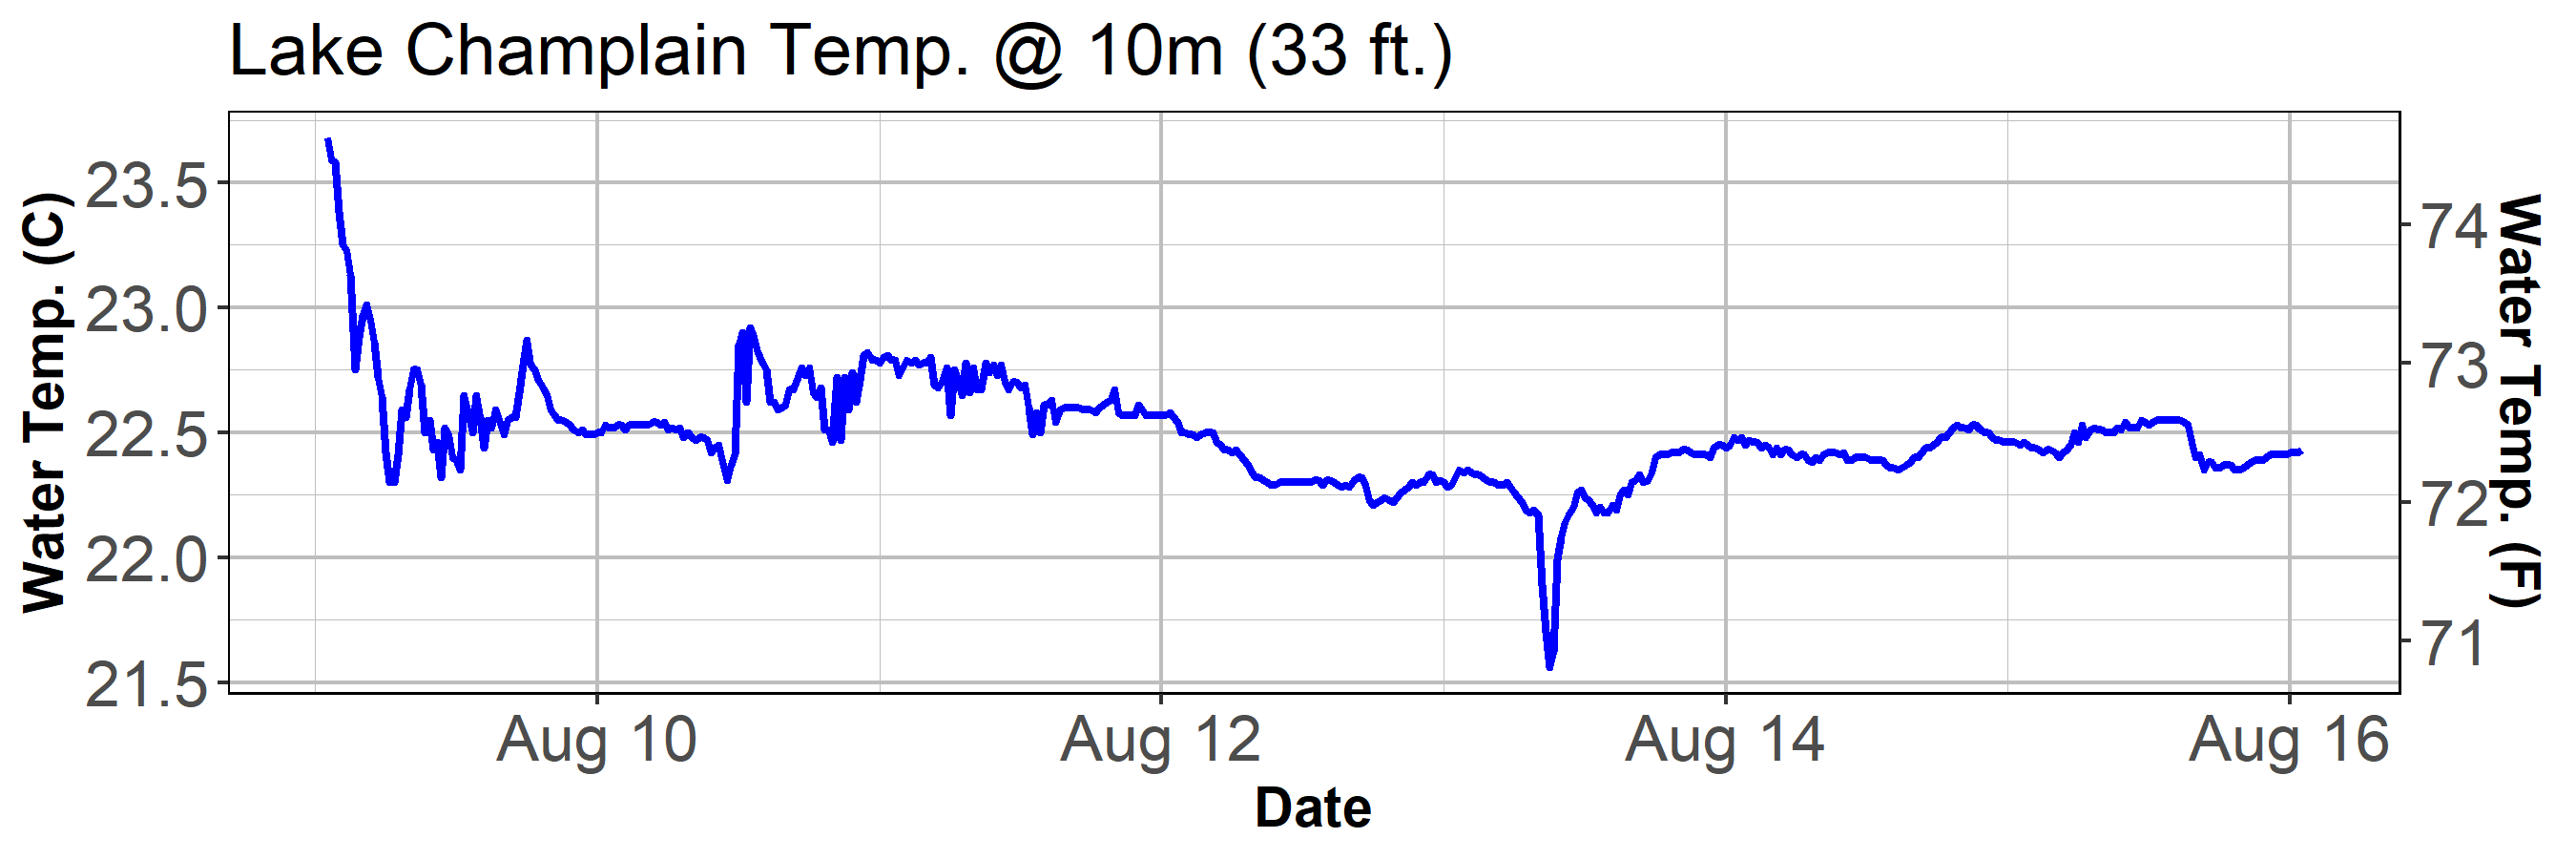 Lake Champlain Temp. @ 10m (33 ft.)
Water Temp. (C)
23.5
23.0
22.5
22.0
21.5
74
73
72
71
Water Temp. (F)
Aug 10
Aug 12
Aug 14
Aug 16
Date